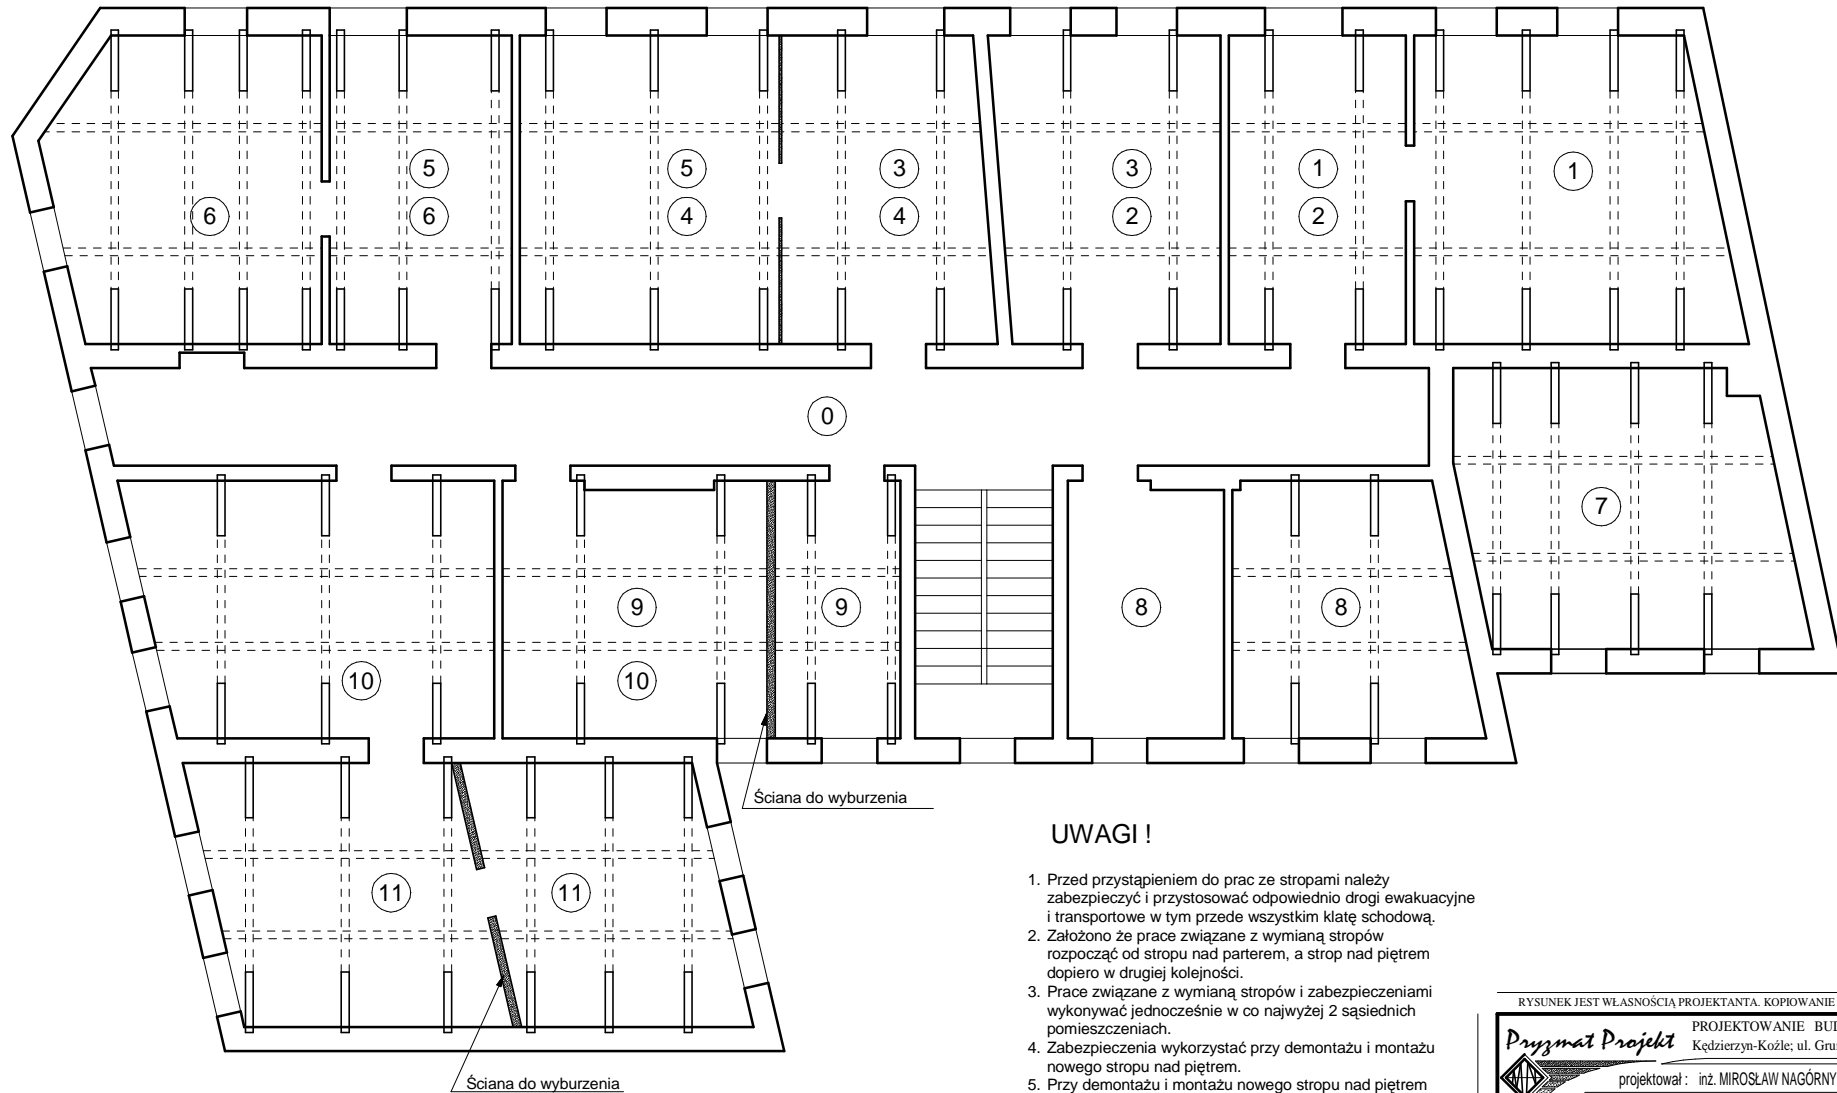 5
5
3
3
1
1
6
6
4
4
2
2
0
7
9
9
8
8
10
10
Ściana do wyburzenia
11
11
Ściana do wyburzenia
UWAGI !
1. Przed przystąpieniem do prac ze stropami należy
zabezpieczyć i przystosować odpowiednio drogi ewakuacyjne
i transportowe w tym przede wszystkim klatę schodową.
2. Założono że prace związane z wymianą stropów
rozpocząć od stropu nad parterem, a strop nad piętrem
dopiero w drugiej kolejności.
3. Prace związane z wymianą stropów i zabezpieczeniami
wykonywać jednocześnie w co najwyżej 2 sąsiednich
pomieszczeniach.
4. Zabezpieczenia wykorzystać przy demontażu i montażu
nowego stropu nad piętrem.
5. Przy demontażu i montażu nowego stropu nad piętrem
RYSUNEK JEST WŁASNOŚCIĄ PROJEKTANTA. KOPIOWANIE
Pryzmat Projekt
PROJEKTOWANIE
Kędzierzyn-Koźle; ul.
projektował : inż. MIROSŁAW NAGÓRNY